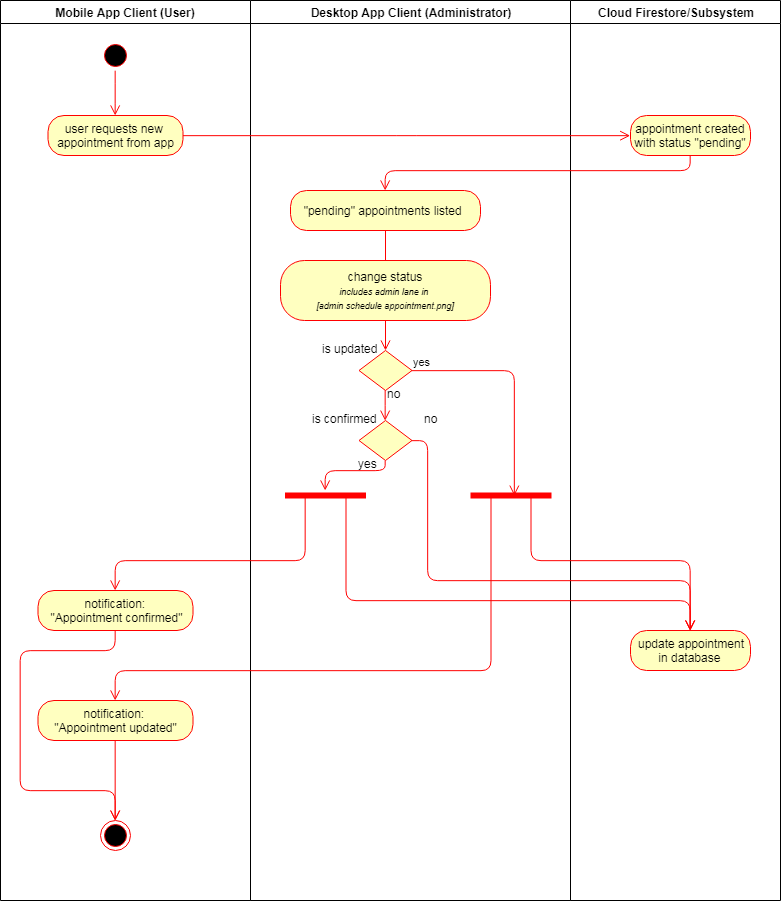 Mobile App Client (User)
Desktop App Client (Administrator)
Cloud Firestore/Subsystem
user requests new
appointment from app
appointment created
with status "pending"
"pending" appointments listed
change status
includes admin lane in
[admin schedule appointment.png]
is updated
yes
no
is confirmed
no
yes
notification:
"Appointment confirmed"
update appointment
in database
notification:
"Appointment updated"